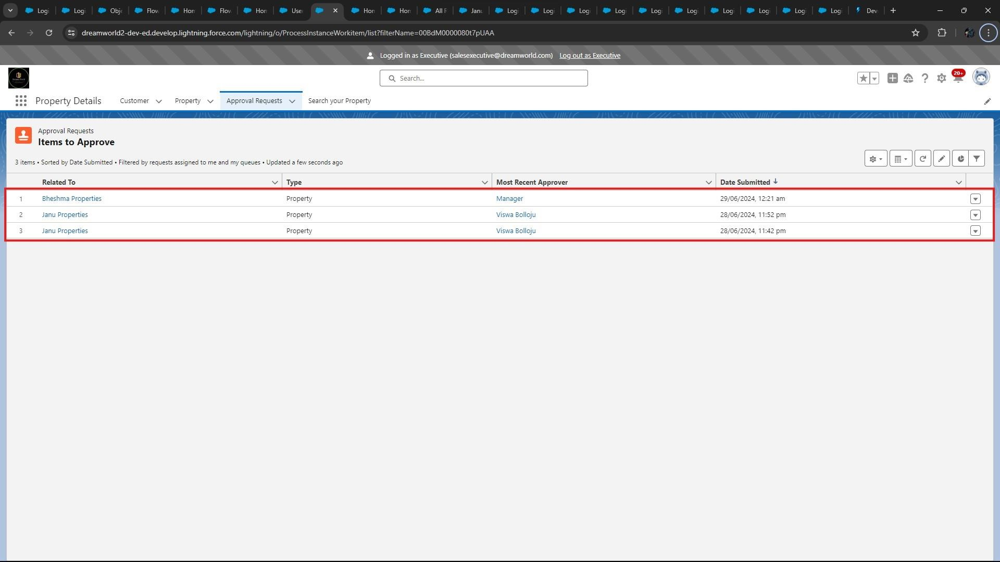 Logi Logi Obje Flow Hom Flow Hom User Hom Hom All R Janu Logi Logi Logi Logi Logi Logi Logi Logi Logi Logi Deve
dreamworld2-dev-ed.develop.lightning.force.com/lightning/o/ProcessInstanceWorkitem/list?filterName=00BdM0000080t7pUAA
Logged in as Executive (salesexecutive@dreamworld.com) Log out as Executive
Search...
20+
Property Details Customer Property Approval Requests Search your Property
Approval Requests
Items to Approve
3 items • Sorted by Date Submitted • Filtered by requests assigned to me and my queues • Updated a few seconds ago
Related To Type Most Recent Approver Date Submitted
1 Bheshma Properties Property Manager 29/06/2024, 12:21 am
2 Janu Properties Property Viswa Bolloju 28/06/2024, 11:52 pm
3 Janu Properties Property Viswa Bolloju 28/06/2024, 11:42 pm